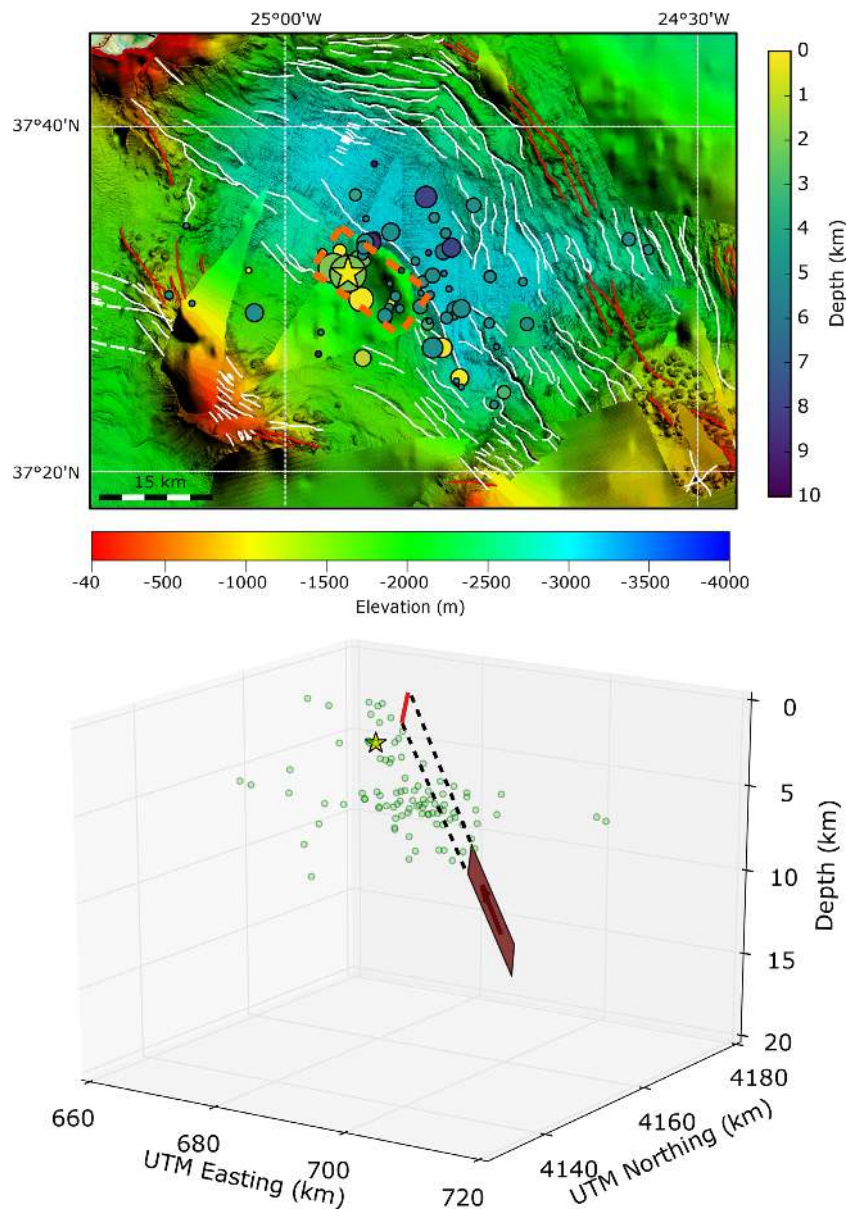 25°00'W 24°30'W
37°40'N
37°20'N
15 km
0
1
2
3
4
5
6
7
8
9
10
Depth (km)
-40 -500 -1000 -1500 -2000 -2500 -3000 -3500 -4000
Elevation (m)
0
5
10
15
20
Depth (km)
660
680
700
720
UTM Easting (km)
4140
4160
4180
UTM Northing (km)